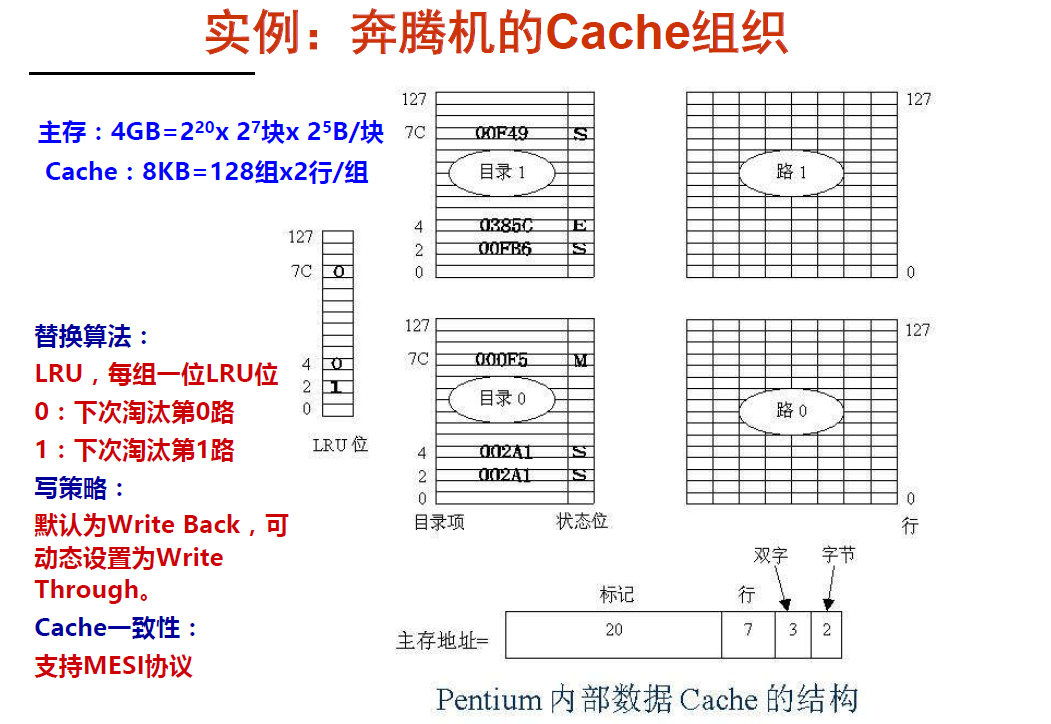 实例：奔腾机的Cache组织
主存：4GB=2²⁰x 2⁷块x 2⁵B/块
Cache：8KB=128组x2行/组
127
7C 0
4 0
2 1
0
LRU 位
替换算法：
LRU，每组一位LRU位
0：下次淘汰第0路
1：下次淘汰第1路
写策略：
默认为Write Back，可
动态设置为Write
Through。
Cache一致性：
支持MESI协议
127
7C 00F49 S
目录 1
4 0385C E
2 00FB6 S
0
127
路 1
0
127
7C 000F5 M
目录 0
4 002A1 S
2 002A1 S
0
目录项 状态位
127
路 0
0
行
双字 字节
标记 行
主存地址= 20 7 3 2
Pentium 内部数据 Cache 的结构